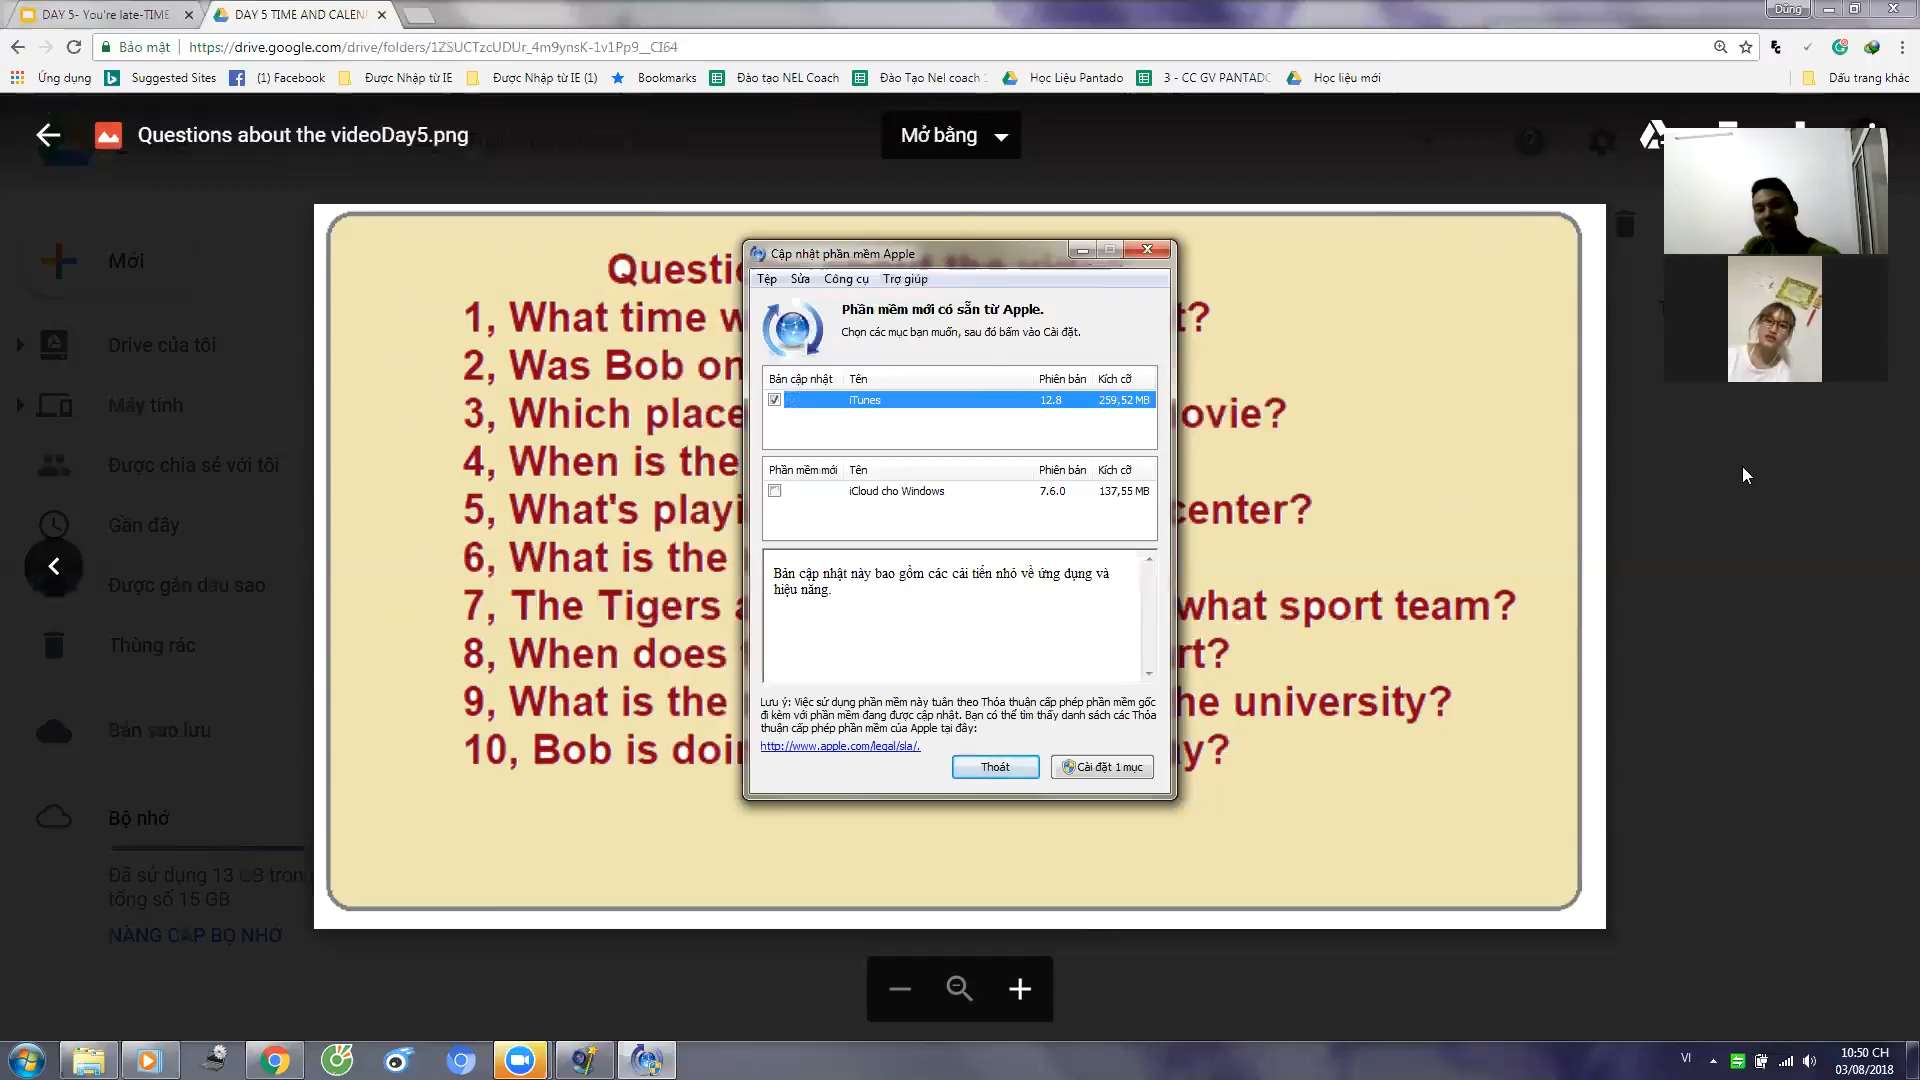 DAY 5- You're late-TIME
DAY 5 TIME AND CALEN
Dũng
Bảo mật
https://drive.google.com/drive/folders/1ZSUCTzcUDUr_4m9ynsK-1v1Pp9__CI64
Ứng dụng
Suggested Sites
(1) Facebook
Được Nhập từ IE
Được Nhập từ IE (1)
Bookmarks
Đào tạo NEL Coach
Đào Tạo Nel coach
Học Liệu Pantado
3 - CC GV PANTADO
Học liệu mới
Dấu trang khác
Questions about the videoDay5.png
Mở bằng
Mới
Drive của tôi
Máy tính
Được chia sẻ với tôi
Gần đây
Được gắn dấu sao
Thùng rác
Bản sao lưu
Bộ nhớ
Đã sử dụng 13 GB tron
tổng số 15 GB
NÂNG CẤP BỘ NHỚ
Questi
1, What time w t?
2, Was Bob on
3, Which place ovie?
4, When is the
5, What's playi center?
6, What is the
7, The Tigers a what sport team?
8, When does rt?
9, What is the he university?
10, Bob is doin y?
Cập nhật phần mềm Apple
Tệp Sửa Công cụ Trợ giúp
Phần mềm mới có sẵn từ Apple.
Chọn các mục bạn muốn, sau đó bấm vào Cài đặt.
Bản cập nhật Tên Phiên bản Kích cỡ
iTunes 12.8 259,52 MB
Phần mềm mới Tên Phiên bản Kích cỡ
iCloud cho Windows 7.6.0 137,55 MB
Bản cập nhật này bao gồm các cải tiến nhỏ về ứng dụng và
hiệu năng.
Lưu ý: Việc sử dụng phần mềm này tuân theo Thỏa thuận cấp phép phần mềm gốc
đi kèm với phần mềm đang được cập nhật. Bạn có thể tìm thấy danh sách các Thỏa
thuận cấp phép phần mềm của Apple tại đây:
http://www.apple.com/legal/sla/.
Thoát
Cài đặt 1 mục
VI
10:50 CH
03/08/2018